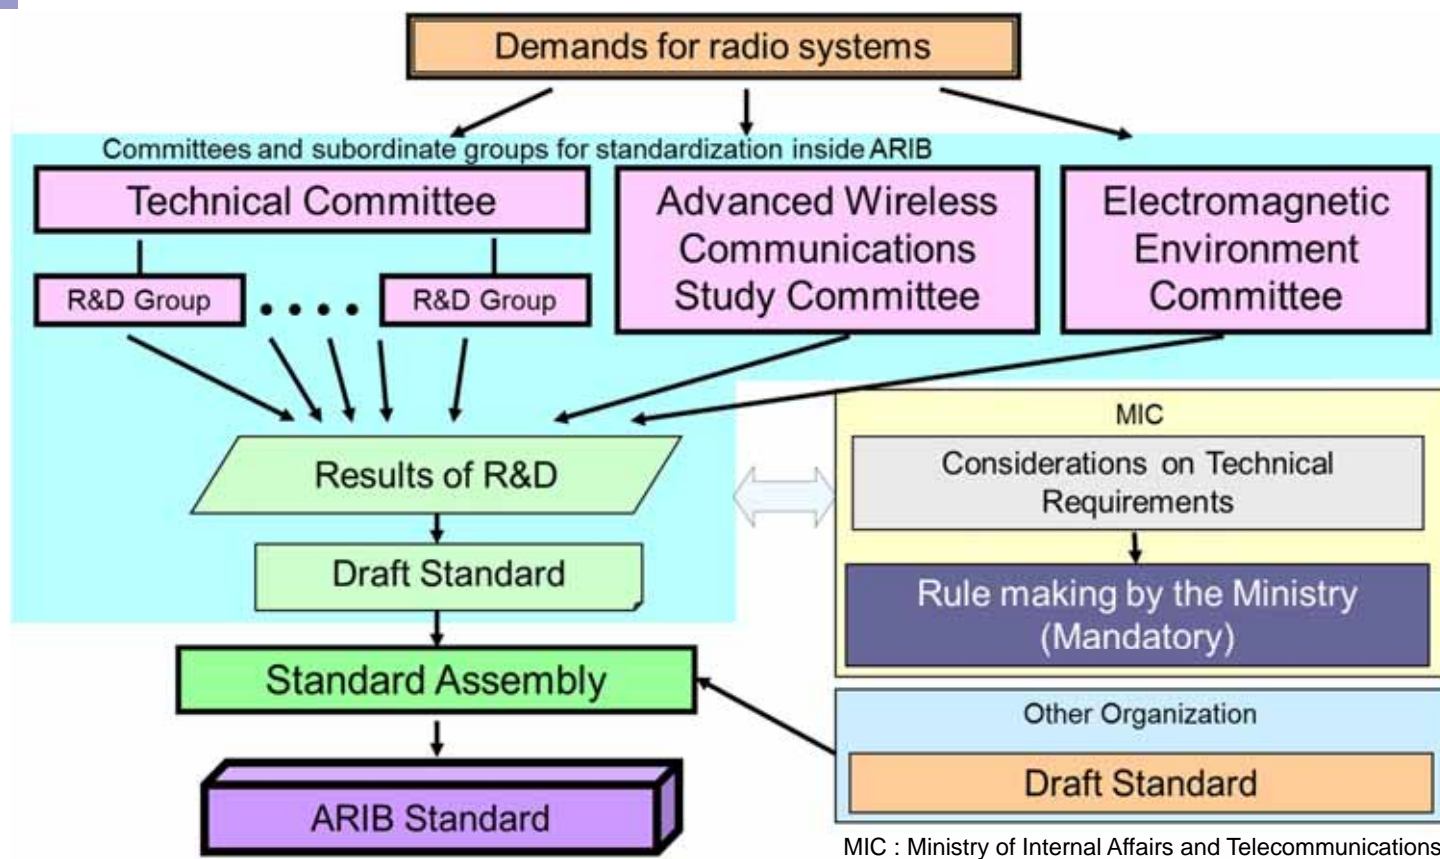 Demands for radio systems
Committees and subordinate groups for standardization inside ARIB
Technical Committee
R&D Group
R&D Group
Advanced Wireless
Communications
Study Committee
Electromagnetic
Environment
Committee
Results of R&D
Draft Standard
Standard Assembly
ARIB Standard
MIC
Considerations on Technical
Requirements
Rule making by the Ministry
(Mandatory)
Other Organization
Draft Standard
MIC : Ministry of Internal Affairs and Telecommunications